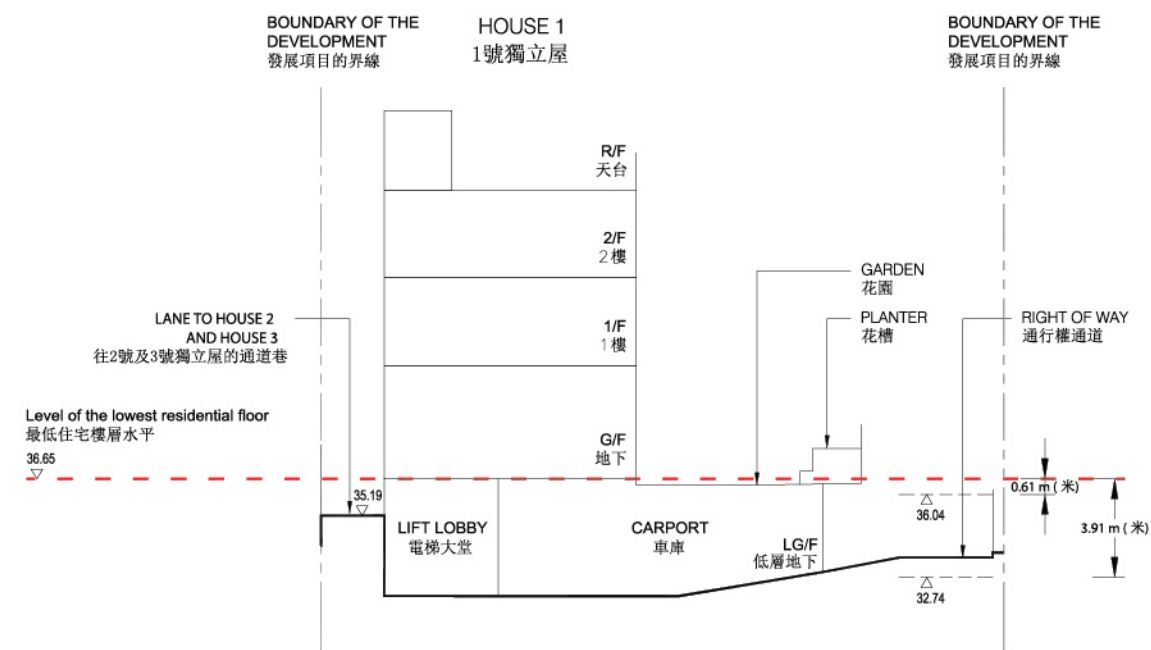 BOUNDARY OF THE
DEVELOPMENT
發展項目的界線
HOUSE 1
1號獨立屋
BOUNDARY OF THE
DEVELOPMENT
發展項目的界線
R/F
天台
2/F
2樓
GARDEN
花園
LANE TO HOUSE 2
AND HOUSE 3
往2號及3號獨立屋的通道巷
1/F
1樓
PLANTER
花槽
RIGHT OF WAY
通行權通道
Level of the lowest residential floor
最低住宅樓層水平
36.65
G/F
地下
35.19
0.61 m ( 米)
36.04
LIFT LOBBY
電梯大堂
CARPORT
車庫
LG/F
低層地下
3.91 m ( 米)
32.74